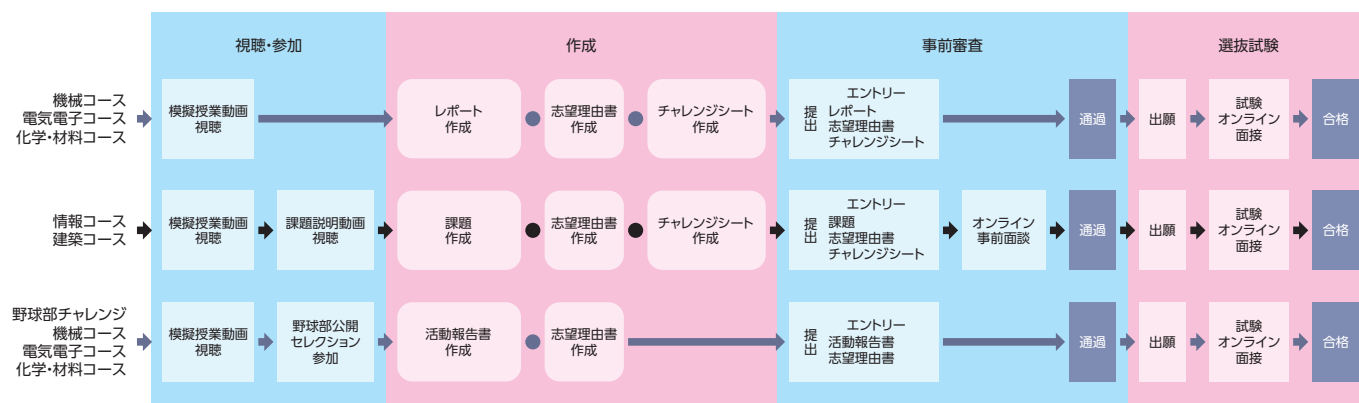 視聴・参加
作成
事前審査
選抜試験
機械コース
電気電子コース
化学・材料コース
模擬授業動画
視聴
レポート
作成
志望理由書
作成
チャレンジシート
作成
提出
エントリー
レポート
志望理由書
チャレンジシート
通過
出願
試験
オンライン
面接
合格
情報コース
建築コース
模擬授業動画
視聴
課題説明動画
視聴
課題
作成
志望理由書
作成
チャレンジシート
作成
提出
エントリー
課題
志望理由書
チャレンジシート
オンライン
事前面談
通過
出願
試験
オンライン
面接
合格
野球部チャレンジ
機械コース
電気電子コース
化学・材料コース
模擬授業動画
視聴
野球部公開
セレクション
参加
活動報告書
作成
志望理由書
作成
提出
エントリー
活動報告書
志望理由書
通過
出願
試験
オンライン
面接
合格